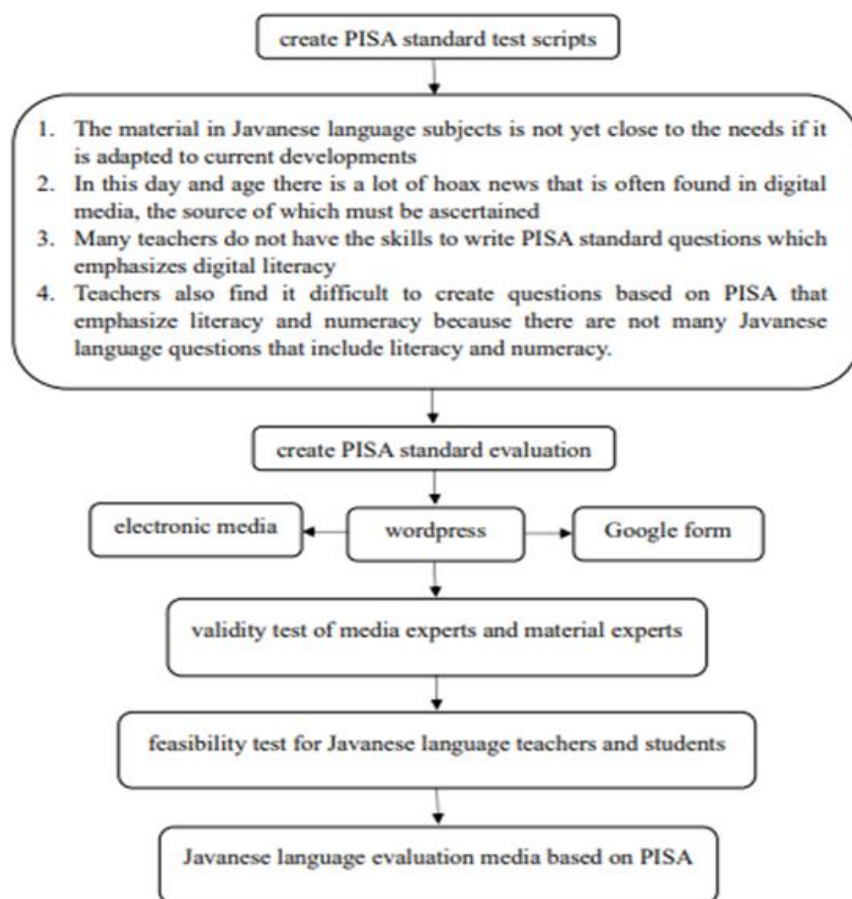 create PISA standard test scripts
1. The material in Javanese language subjects is not yet close to the needs if it
is adapted to current developments
2. In this day and age there is a lot of hoax news that is often found in digital
media, the source of which must be ascertained
3. Many teachers do not have the skills to write PISA standard questions which
emphasizes digital literacy
4. Teachers also find it difficult to create questions based on PISA that
emphasize literacy and numeracy because there are not many Javanese
language questions that include literacy and numeracy.
create PISA standard evaluation
electronic media
wordpress
Google form
validity test of media experts and material experts
feasibility test for Javanese language teachers and students
Javanese language evaluation media based on PISA